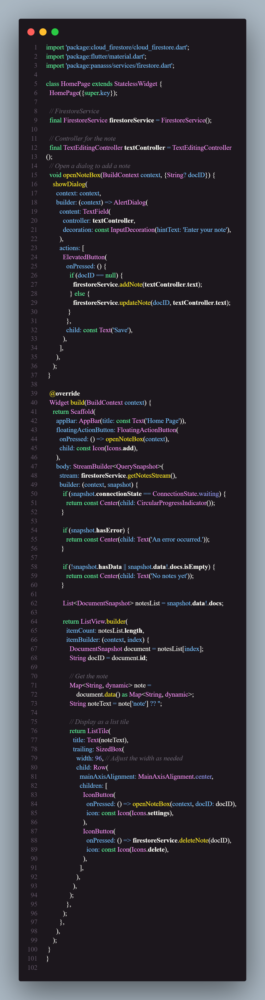 1 import 'package:cloud_firestore/cloud_firestore.dart';
2 import 'package:flutter/material.dart';
3 import 'package:panasss/services/firestore.dart';
4
5 class HomePage extends StatelessWidget {
6   HomePage({super.key});
7
8   // FirestoreService
9   final FirestoreService firestoreService = FirestoreService();
10
11   // Controller for the note
12   final TextEditingController textController = TextEditingController
13 ();
14   // Open a dialog to add a note
15   void openNoteBox(BuildContext context, {String? docID}) {
16     showDialog(
17       context: context,
18       builder: (context) => AlertDialog(
19         content: TextField(
20           controller: textController,
21           decoration: const InputDecoration(hintText: 'Enter your note'),
22         ),
23         actions: [
24           ElevatedButton(
25             onPressed: () {
26               if (docID == null) {
27                 firestoreService.addNote(textController.text);
28               } else {
29                 firestoreService.updateNote(docID, textController.text);
30               }
31             },
32             child: const Text('Save'),
33           ),
34         ],
35       ),
36     );
37   }
38
39   @override
40   Widget build(BuildContext context) {
41     return Scaffold(
42       appBar: AppBar(title: const Text('Home Page')),
43       floatingActionButton: FloatingActionButton(
44         onPressed: () => openNoteBox(context),
45         child: const Icon(Icons.add),
46       ),
47       body: StreamBuilder<QuerySnapshot>(
48         stream: firestoreService.getNotesStream(),
49         builder: (context, snapshot) {
50           if (snapshot.connectionState == ConnectionState.waiting) {
51             return const Center(child: CircularProgressIndicator());
52           }
53
54           if (snapshot.hasError) {
55             return const Center(child: Text('An error occurred.'));
56           }
57
58           if (!snapshot.hasData || snapshot.data!.docs.isEmpty) {
59             return const Center(child: Text('No notes yet'));
60           }
61
62           List<DocumentSnapshot> notesList = snapshot.data!.docs;
63
64           return ListView.builder(
65             itemCount: notesList.length,
66             itemBuilder: (context, index) {
67               DocumentSnapshot document = notesList[index];
68               String docID = document.id;
69
70               // Get the note
71               Map<String, dynamic> note =
72                   document.data() as Map<String, dynamic>;
73               String noteText = note['note'] ?? '';
74
75               // Display as a list tile
76               return ListTile(
77                 title: Text(noteText),
78                 trailing: SizedBox(
79                   width: 96, // Adjust the width as needed
80                   child: Row(
81                     mainAxisAlignment: MainAxisAlignment.center,
82                     children: [
83                       IconButton(
84                         onPressed: () => openNoteBox(context, docID: docID),
85                         icon: const Icon(Icons.settings),
86                       ),
87                       IconButton(
88                         onPressed: () => firestoreService.deleteNote(docID),
89                         icon: const Icon(Icons.delete),
90                       ),
91                     ],
92                   ),
93                 ),
94               );
95             },
96           );
97         },
98       ),
99     );
100   }
101 }
102